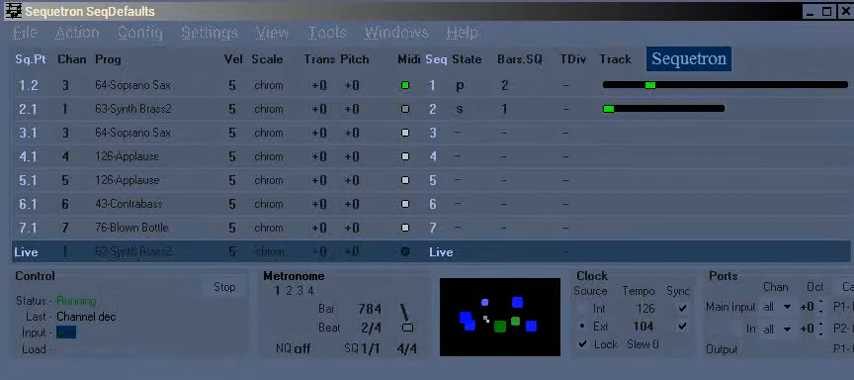 Sequetron SeqDefaults
File Action Config Settings View Tools Windows Help
Sq.Pt Chan Prog Vel Scale Trans Pitch Midi Seq State Bars.SQ TDiv Track Sequetron
1.2 3 64-Soprano Sax 5 chrom +0 +0 1 p 2 -
2.1 1 63-Synth Brass2 5 chrom +0 +0 2 s 1 -
3.1 3 64-Soprano Sax 5 chrom +0 +0 3 - - -
4.1 4 126-Applause 5 chrom +0 +0 4 - - -
5.1 5 126-Applause 5 chrom +0 +0 5 - - -
6.1 6 43-Contrabass 5 chrom +0 +0 6 - - -
7.1 7 76-Blown Bottle 5 chrom +0 +0 7 - - -
Live 1 63-Synth Brass2 5 chrom +0 +0 Live -
Control
Stop
Status - Running
Last - Channel dec
Input -
Load -
Metronome
1 2 3 4
Bar 784 \
Beat 2/4
NQ off SQ 1/1 4/4
Clock
Source Tempo Sync
Int 126
Ext 104
Lock Slew 0
Ports
Chan Oct Ca
Main Input all +0 P1-
In all +0 P2-
Output P1-